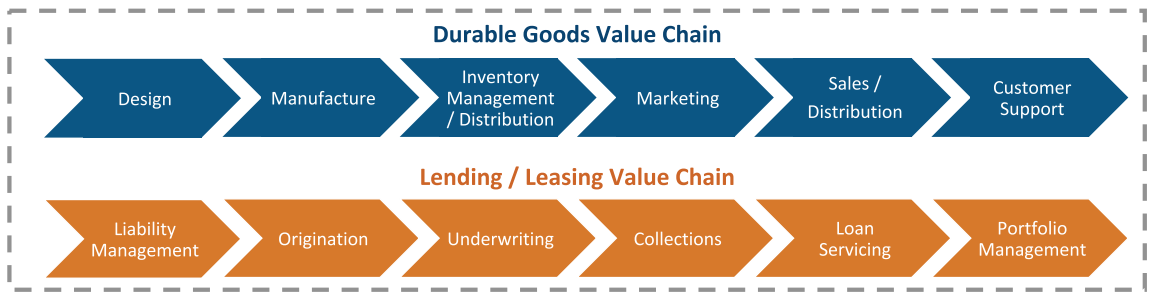 Durable Goods Value Chain
Design
Manufacture
Inventory
Management
/ Distribution
Marketing
Sales /
Distribution
Customer
Support
Lending / Leasing Value Chain
Liability
Management
Origination
Underwriting
Collections
Loan
Servicing
Portfolio
Management